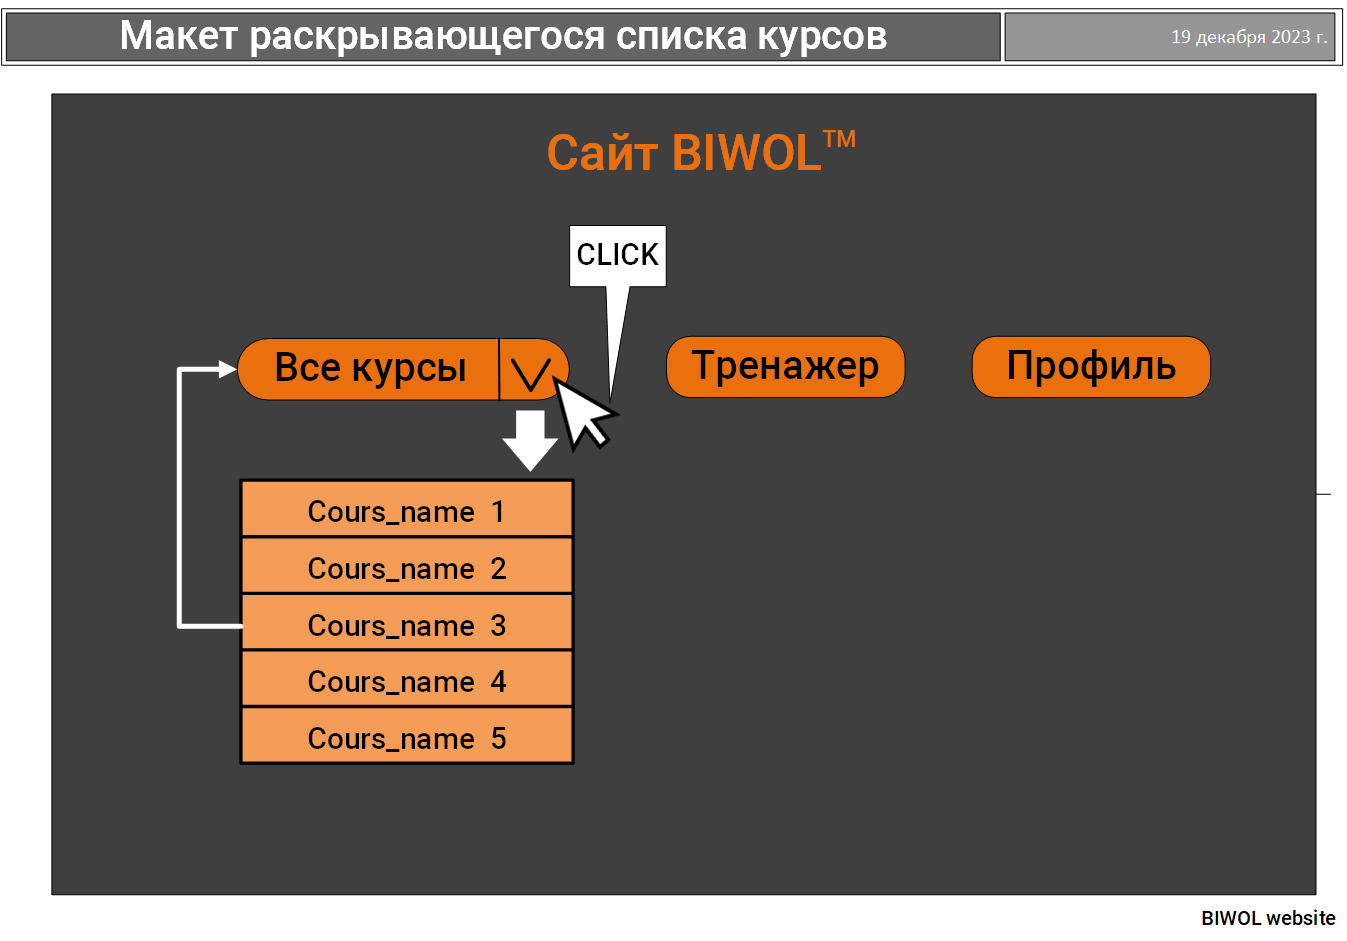 Макет раскрывающегося списка курсов
19 декабря 2023 г.
Сайт BIWOL™
CLICK
Все курсы
Тренажер
Профиль
Cours_name 1
Cours_name 2
Cours_name 3
Cours_name 4
Cours_name 5
BIWOL website